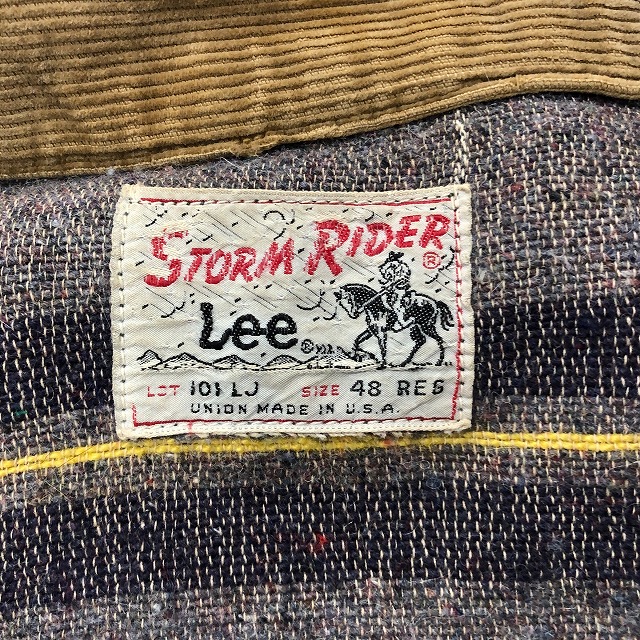 STORM RIDER ®
Lee ® M.R.
LOT 101 LJ SIZE 48 REG
UNION MADE IN U.S.A.